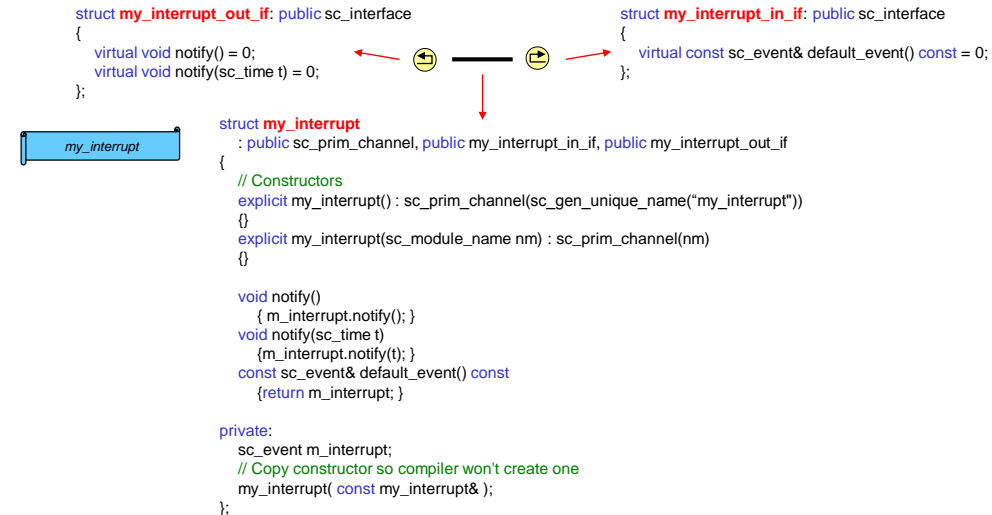 struct my_interrupt_out_if: public sc_interface
{
virtual void notify() = 0;
virtual void notify(sc_time t) = 0;
};
struct my_interrupt_in_if: public sc_interface
{
virtual const sc_event& default_event() const = 0;
};
my_interrupt
struct my_interrupt
: public sc_prim_channel, public my_interrupt_in_if, public my_interrupt_out_if
{
// Constructors
explicit my_interrupt() : sc_prim_channel(sc_gen_unique_name(“my_interrupt"))
{}
explicit my_interrupt(sc_module_name nm) : sc_prim_channel(nm)
{}
void notify()
{ m_interrupt.notify(); }
void notify(sc_time t)
{m_interrupt.notify(t); }
const sc_event& default_event() const
{return m_interrupt; }
private:
sc_event m_interrupt;
// Copy constructor so compiler won't create one
my_interrupt( const my_interrupt& );
};